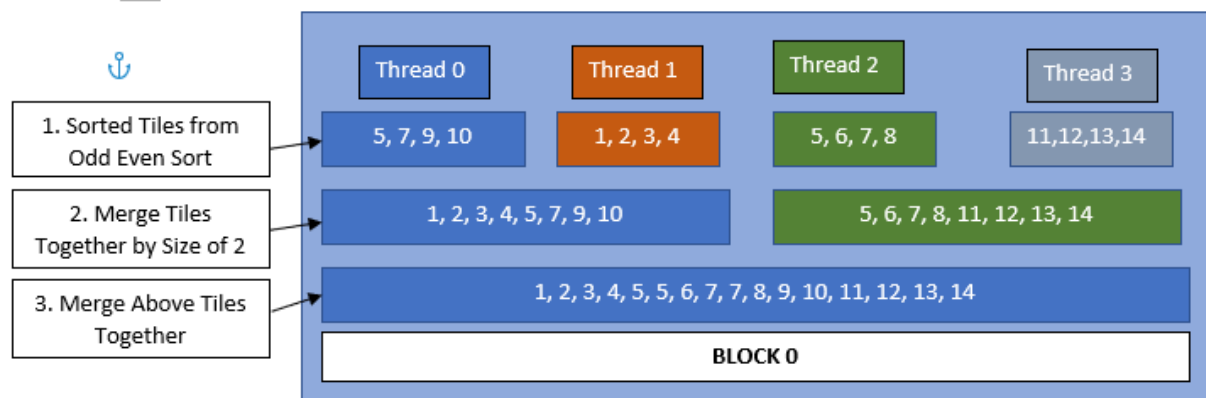 Thread 0
Thread 1
Thread 2
Thread 3
1. Sorted Tiles from
Odd Even Sort
5, 7, 9, 10
1, 2, 3, 4
5, 6, 7, 8
11,12,13,14
2. Merge Tiles
Together by Size of 2
1, 2, 3, 4, 5, 7, 9, 10
5, 6, 7, 8, 11, 12, 13, 14
3. Merge Above Tiles
Together
1, 2, 3, 4, 5, 5, 6, 7, 7, 8, 9, 10, 11, 12, 13, 14
BLOCK 0